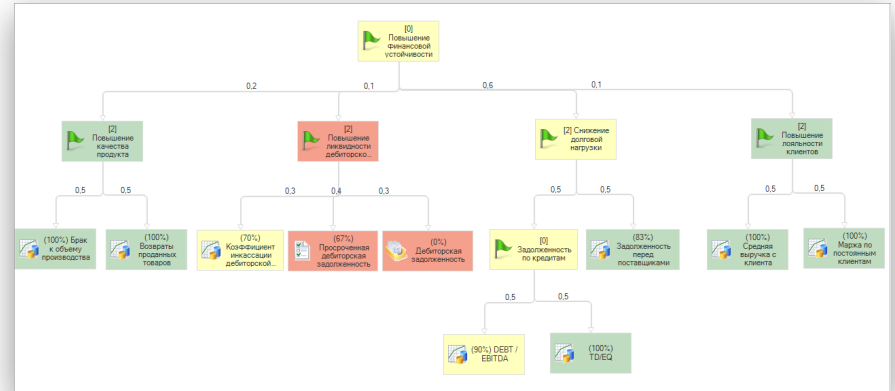 [0]
Повышение
финансовой
устойчивости
0,2
0,1
0,6
0,1
[2]
Повышение
качества
продукта
[2]
Повышение
ликвидности
дебиторско...
[2] Снижение
долговой
нагрузки
[2]
Повышение
лояльности
клиентов
0,5
0,5
0,3
0,4
0,3
0,5
0,5
0,5
0,5
(100%) Брак
к объему
производства
(100%)
Возвраты
проданных
товаров
(70%)
Коэффициент
инкассации
дебиторской...
(67%)
Просроченная
дебиторская
задолженность
(0%)
Дебиторская
задолженность
[0]
Задолженность
по кредитам
(83%)
Задолженность
перед
поставщиками
(100%)
Средняя
выручка с
клиента
(100%)
Маржа по
постоянным
клиентам
0,5
0,5
(90%) DEBT /
EBITDA
(100%)
TD/EQ